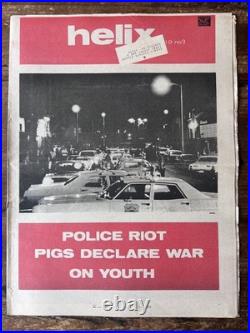 helix
POLICE RIOT
PIGS DECLARE WAR
ON YOUTH